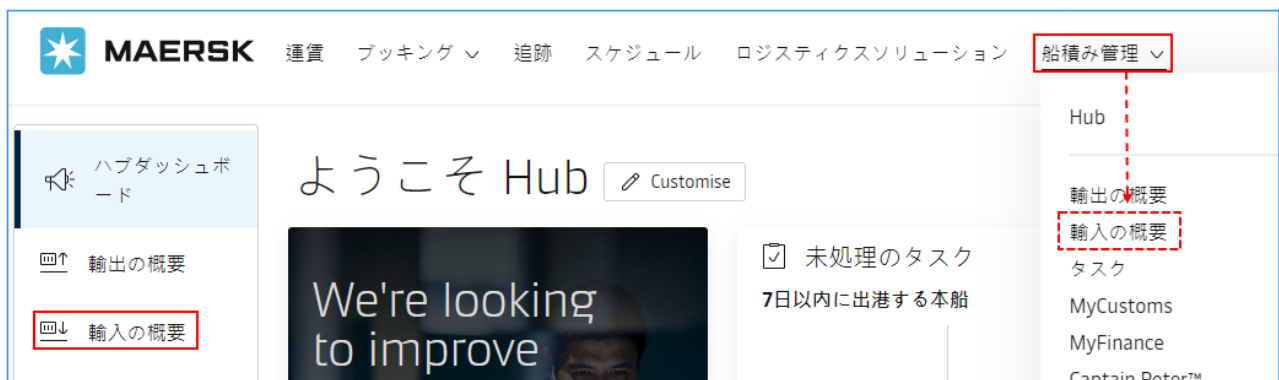 MAERSK 運賃 ブッキング 追跡 スケジュール ロジスティクスソリューション 船積み管理
Hub
輸出の概要
輸入の概要
タスク
MyCustoms
MyFinance
Captain Peter™
ハブダッシュボ
ード
輸出の概要
輸入の概要
ようこそ Hub
Customise
We're looking
to improve
未処理のタスク
7日以内に出港する本船